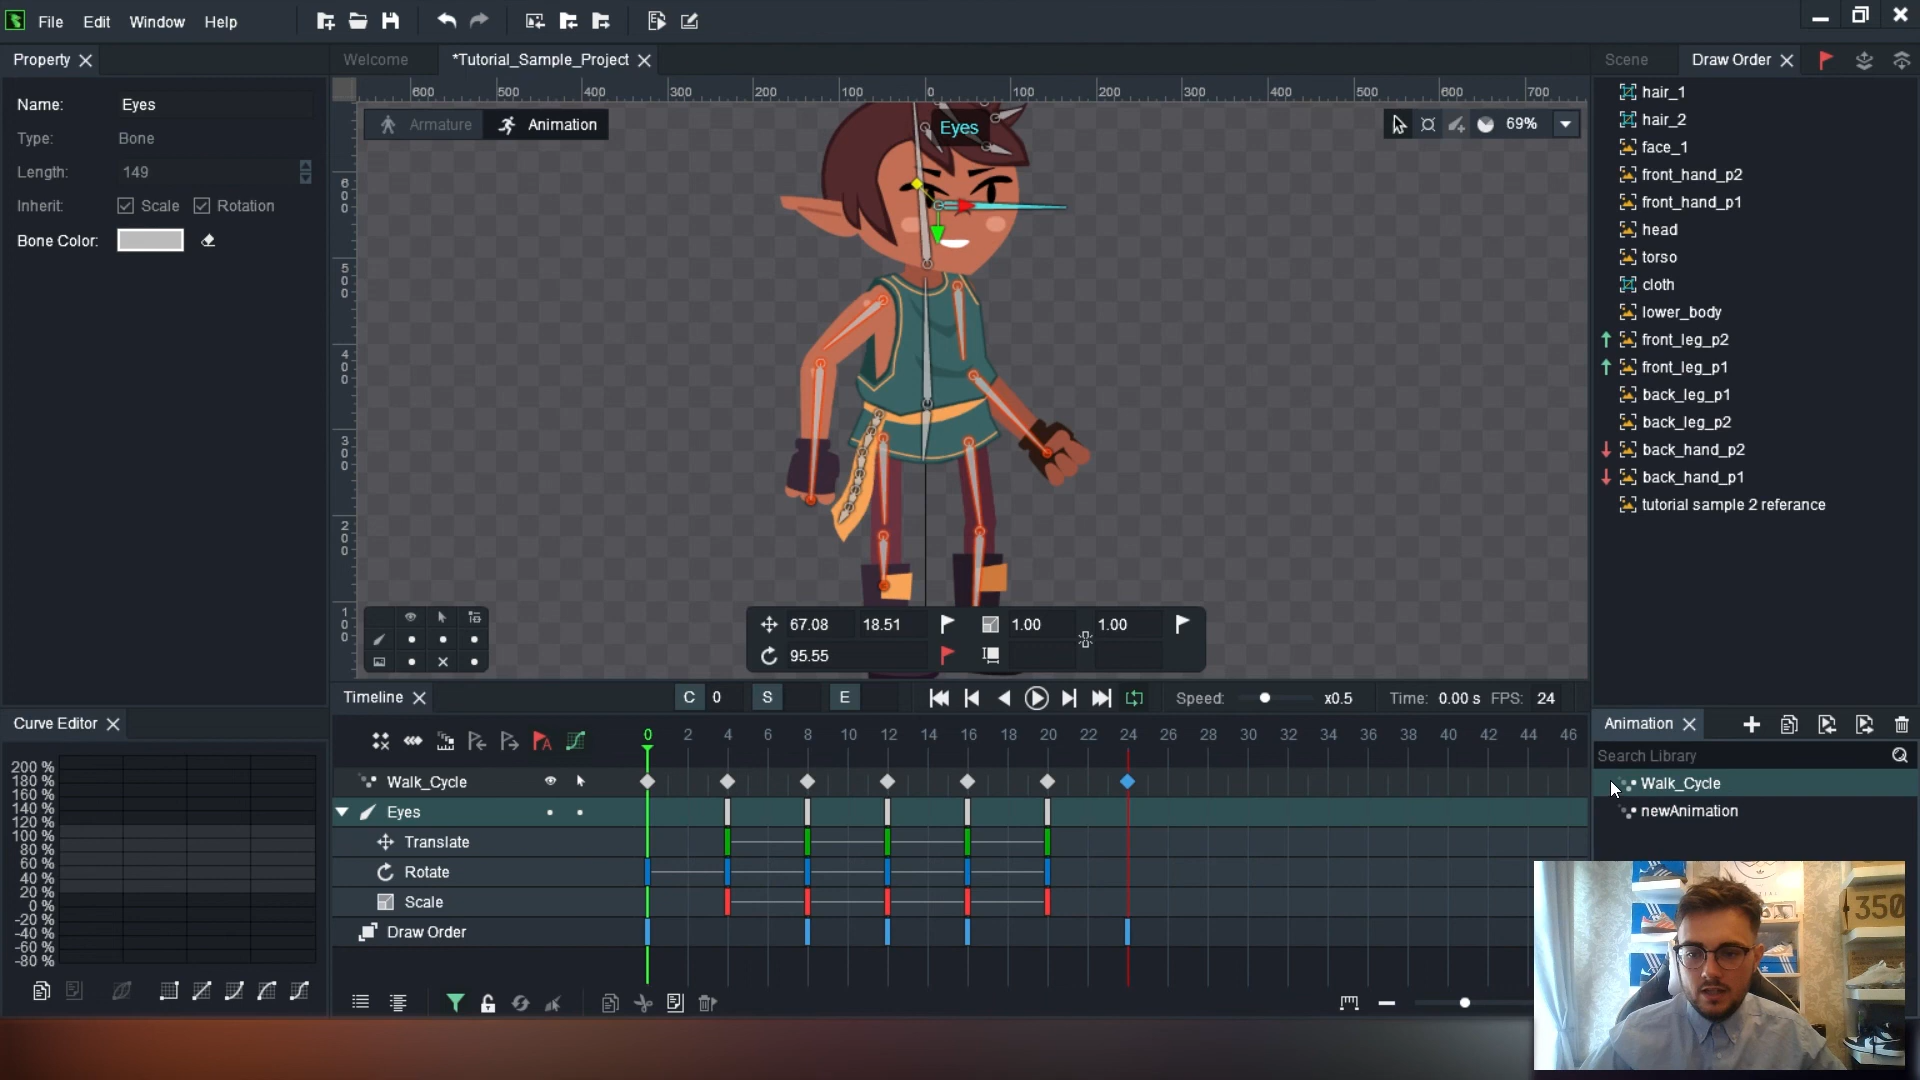 File Edit Window Help
Property
Welcome *Tutorial_Sample_Project
Scene Draw Order
Name: Eyes
Type: Bone
Length: 149
Inherit: Scale Rotation
Bone Color:
600 500 400 300 200 100 0 100 200 300 400 500 600 700
Armature Animation
Eyes
69%
600
500
400
300
200
100
67.08 18.51 1.00 1.00
95.55
hair_1
hair_2
face_1
front_hand_p2
front_hand_p1
head
torso
cloth
lower_body
front_leg_p2
front_leg_p1
back_leg_p1
back_leg_p2
back_hand_p2
back_hand_p1
tutorial sample 2 referance
Timeline C 0 S E Speed: x0.5 Time: 0.00 s FPS: 24
Curve Editor
200 %
180 %
160 %
140 %
120 %
100 %
80 %
60 %
40 %
20 %
0 %
-20 %
-40 %
-60 %
-80 %
A 0 2 4 6 8 10 12 14 16 18 20 22 24 26 28 30 32 34 36 38 40 42 44 46
Walk_Cycle
Eyes
Translate
Rotate
Scale
Draw Order
Animation
Search Library
Walk_Cycle
newAnimation
350